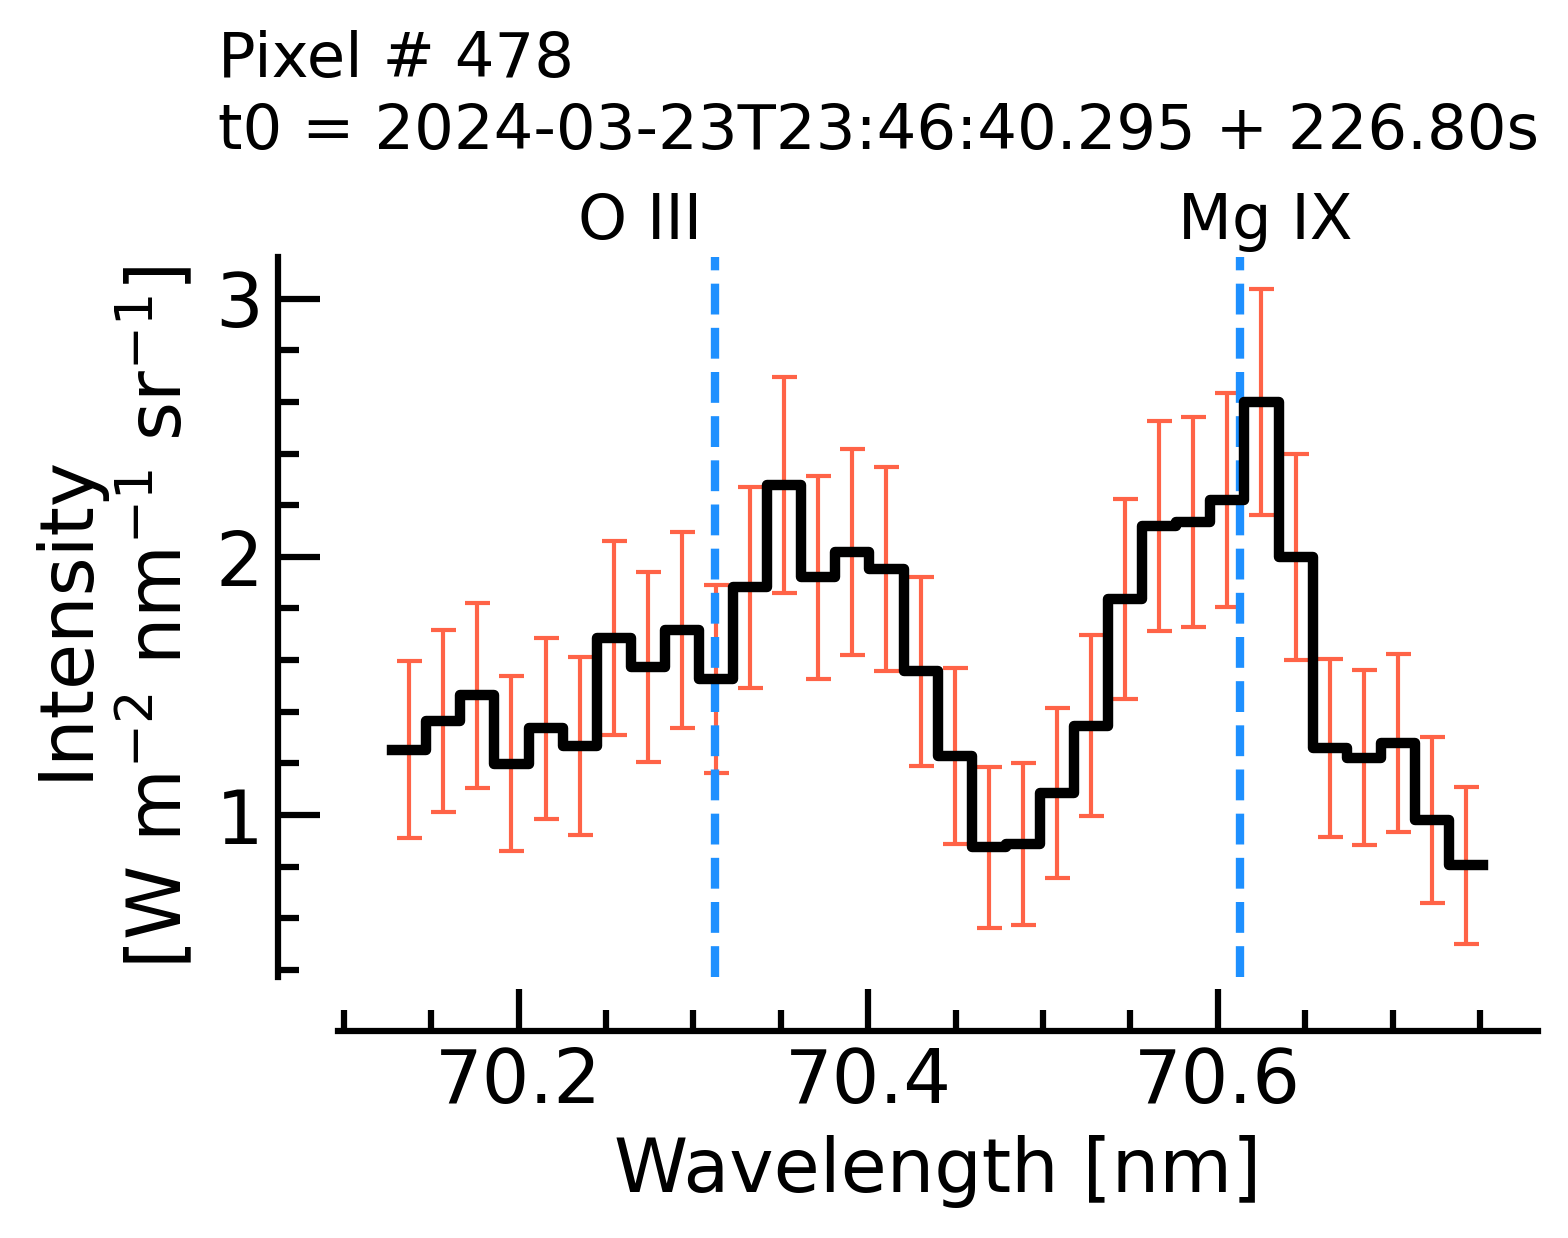 Pixel # 478
t0 = 2024-03-23T23:46:40.295 + 226.80s
O III
Mg IX
Intensity
[W m⁻² nm⁻¹ sr⁻¹]
3
2
1
70.2
70.4
70.6
Wavelength [nm]